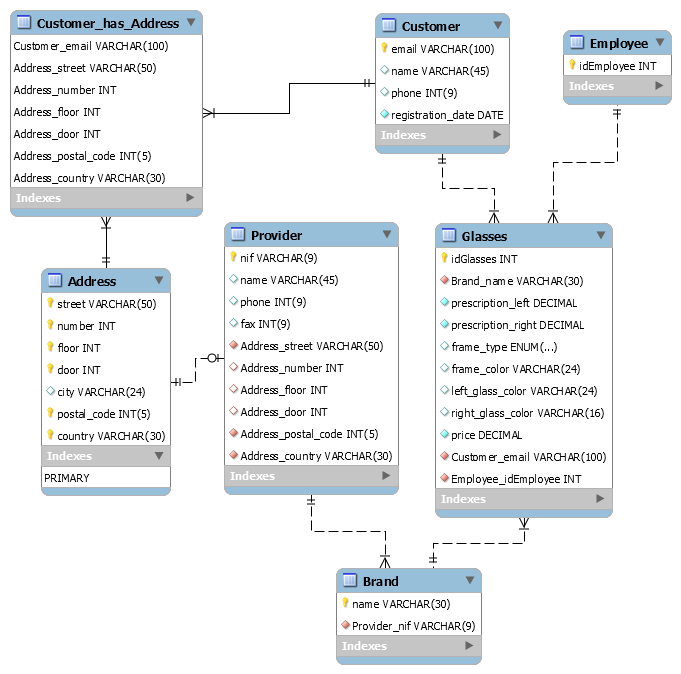 Customer_has_Address
Customer_email VARCHAR(100)
Address_street VARCHAR(50)
Address_number INT
Address_floor INT
Address_door INT
Address_postal_code INT(5)
Address_country VARCHAR(30)
Indexes
Customer
email VARCHAR(100)
name VARCHAR(45)
phone INT(9)
registration_date DATE
Indexes
Employee
idEmployee INT
Indexes
Address
street VARCHAR(50)
number INT
floor INT
door INT
city VARCHAR(24)
postal_code INT(5)
country VARCHAR(30)
Indexes
PRIMARY
Provider
nif VARCHAR(9)
name VARCHAR(45)
phone INT(9)
fax INT(9)
Address_street VARCHAR(50)
Address_number INT
Address_floor INT
Address_door INT
Address_postal_code INT(5)
Address_country VARCHAR(30)
Indexes
Glasses
idGlasses INT
Brand_name VARCHAR(30)
prescription_left DECIMAL
prescription_right DECIMAL
frame_type ENUM(...)
frame_color VARCHAR(24)
left_glass_color VARCHAR(24)
right_glass_color VARCHAR(16)
price DECIMAL
Customer_email VARCHAR(100)
Employee_idEmployee INT
Indexes
Brand
name VARCHAR(30)
Provider_nif VARCHAR(9)
Indexes